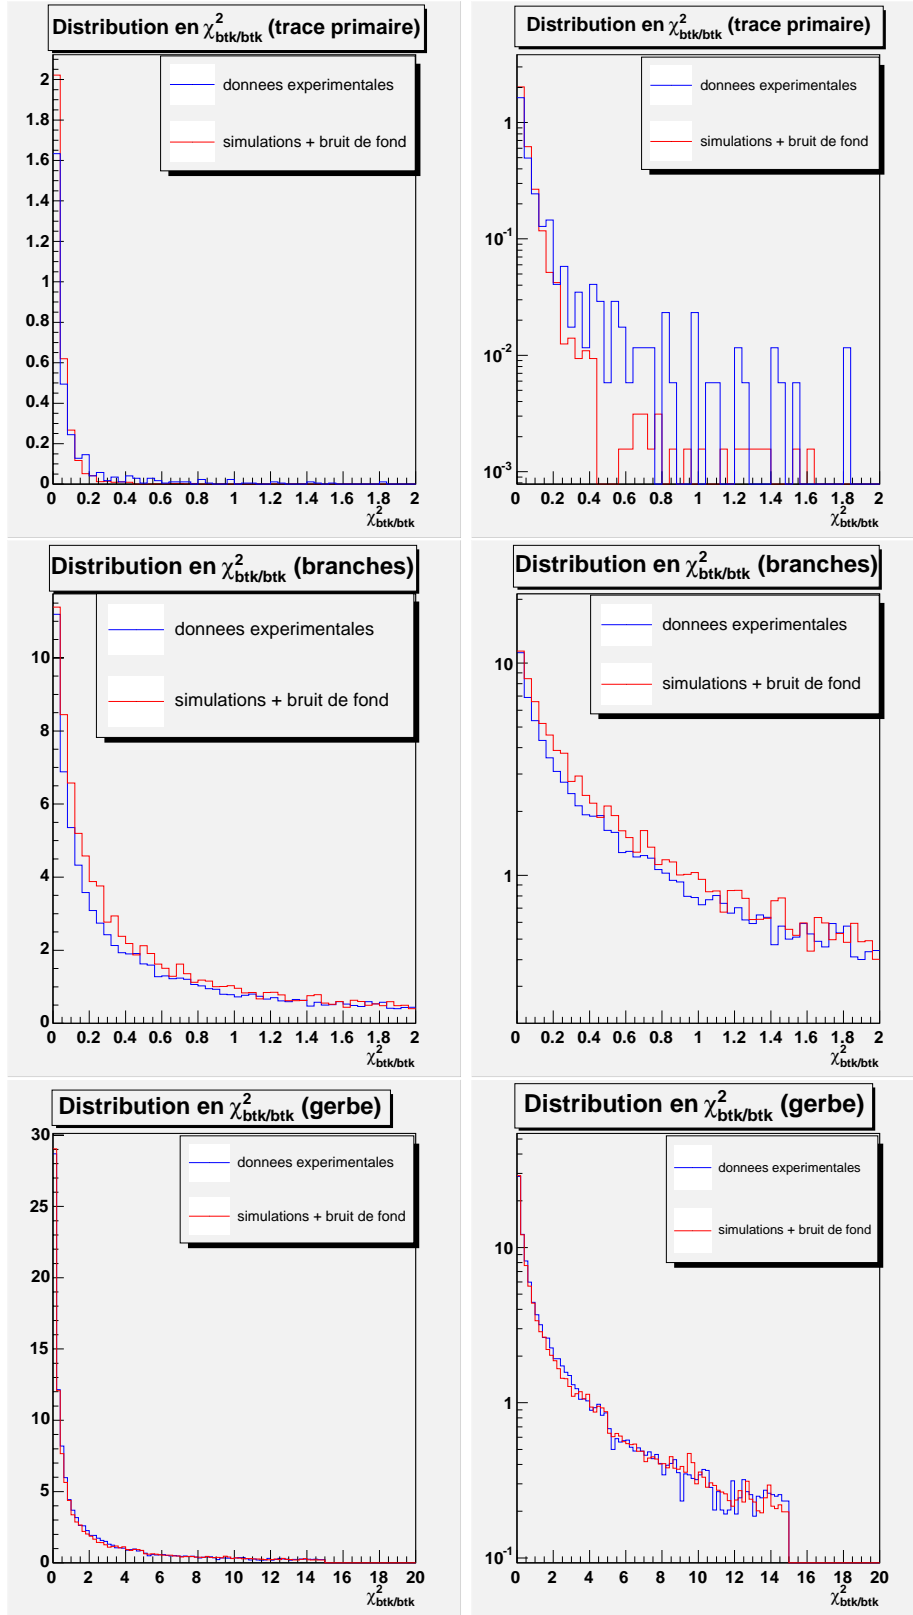 Distribution en χ²btk/btk (trace primaire)
donnees experimentales
simulations + bruit de fond
2
1.8
1.6
1.4
1.2
1
0.8
0.6
0.4
0.2
0
0 0.2 0.4 0.6 0.8 1 1.2 1.4 1.6 1.8 2
χ²btk/btk
Distribution en χ²btk/btk (trace primaire)
donnees experimentales
simulations + bruit de fond
1
10⁻¹
10⁻²
10⁻³
0 0.2 0.4 0.6 0.8 1 1.2 1.4 1.6 1.8 2
χ²btk/btk
Distribution en χ²btk/btk (branches)
donnees experimentales
simulations + bruit de fond
10
8
6
4
2
0
0 0.2 0.4 0.6 0.8 1 1.2 1.4 1.6 1.8 2
χ²btk/btk
Distribution en χ²btk/btk (branches)
donnees experimentales
simulations + bruit de fond
10
1
0 0.2 0.4 0.6 0.8 1 1.2 1.4 1.6 1.8 2
χ²btk/btk
Distribution en χ²btk/btk (gerbe)
donnees experimentales
simulations + bruit de fond
30
25
20
15
10
5
0
0 2 4 6 8 10 12 14 16 18 20
χ²btk/btk
Distribution en χ²btk/btk (gerbe)
donnees experimentales
simulations + bruit de fond
10
1
10⁻¹
0 2 4 6 8 10 12 14 16 18 20
χ²btk/btk